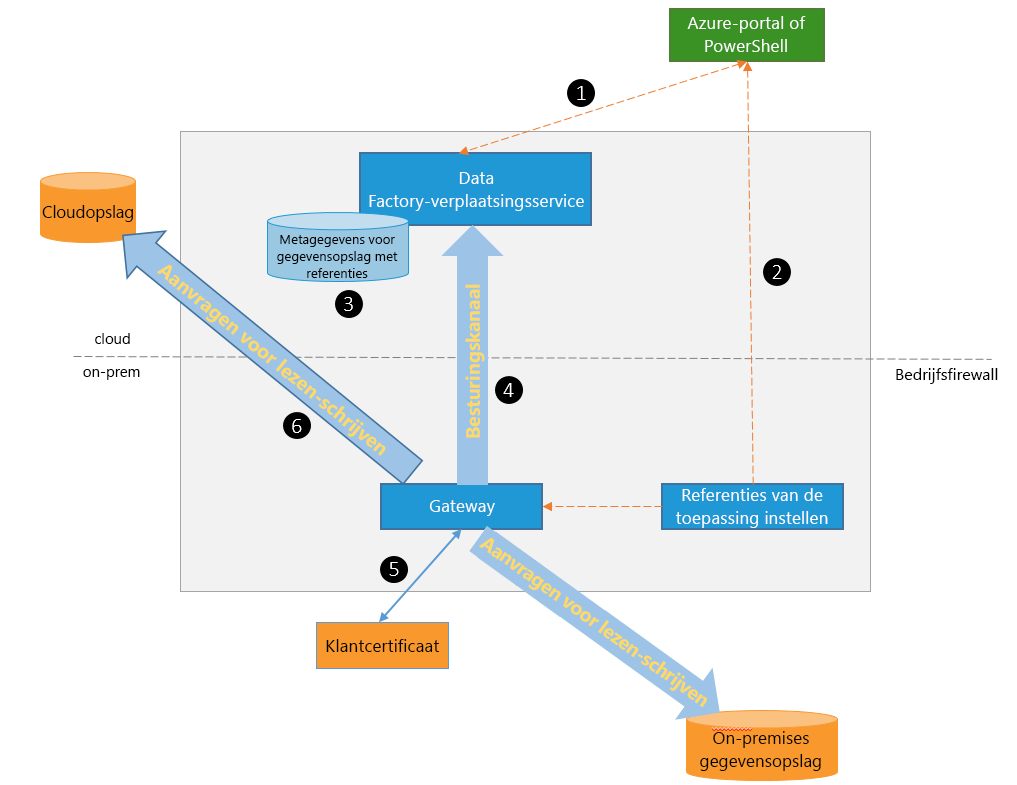 Azure-portal of
PowerShell
1
Data
Factory-verplaatsingsservice
Cloudopslag
Metagegevens voor
gegevensopslag met
referenties
3
2
Aanvragen voor lezen-schrijven
Besturingskanaal
cloud
on-prem
Bedrijfsfirewall
4
6
Gateway
Referenties van de
toepassing instellen
5
Aanvragen voor lezen-schrijven
Klantcertificaat
On-premises
gegevensopslag